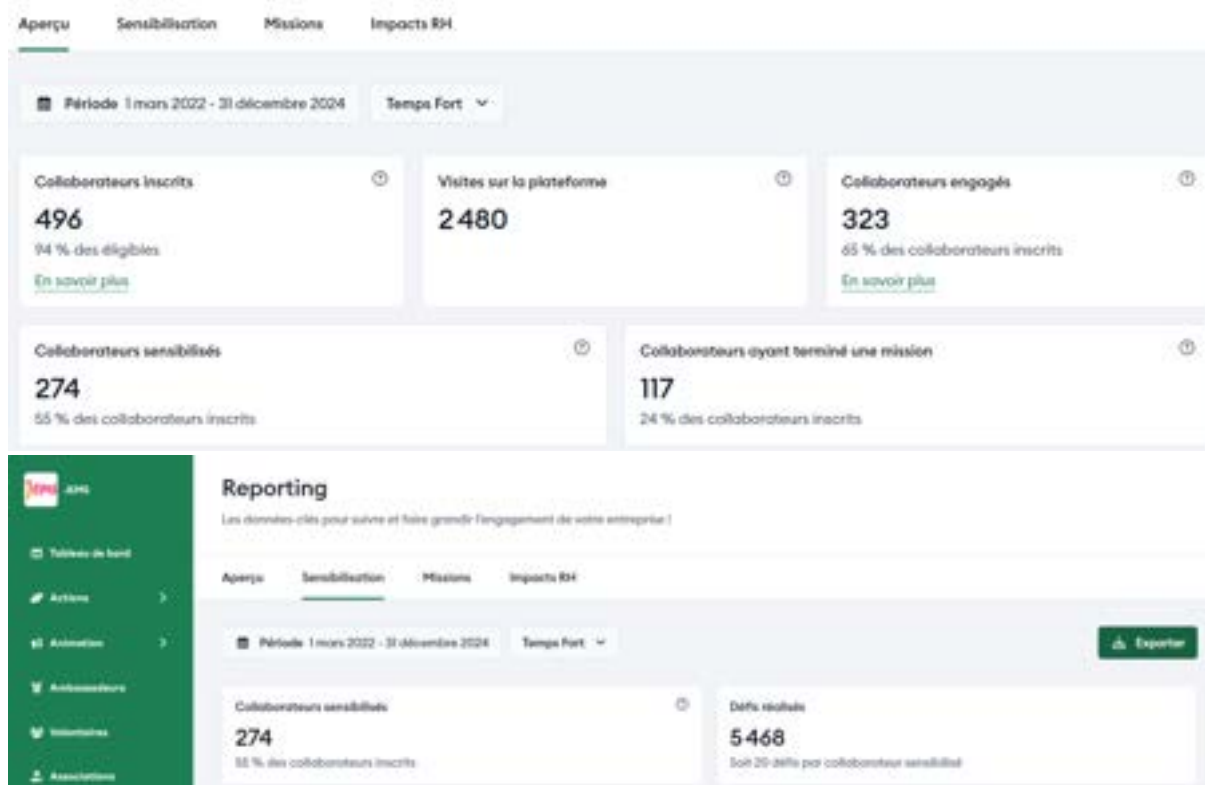 Aperçu Sensibilisation Missions Impacts RH
Période 1 mars 2022 - 31 décembre 2024 Temps Fort
Collaborateurs inscrits
496
94 % des éligibles
En savoir plus
Visites sur la plateforme
2 480
Collaborateurs engagés
323
65 % des collaborateurs inscrits
En savoir plus
Collaborateurs sensibilisés
274
55 % des collaborateurs inscrits
Collaborateurs ayant terminé une mission
117
24 % des collaborateurs inscrits
JEMS
Tableau de bord
Actions
Animation
Ambassadeurs
Volontaires
Associations
Reporting
Les données clés pour suivre et faire grandir l'engagement de votre entreprise !
Aperçu Sensibilisation Missions Impacts RH
Période 1 mars 2022 - 31 décembre 2024 Temps Fort
Exporter
Collaborateurs sensibilisés
274
55 % des collaborateurs inscrits
Défis réalisés
5 468
Soit 20 défis par collaborateur sensibilisé